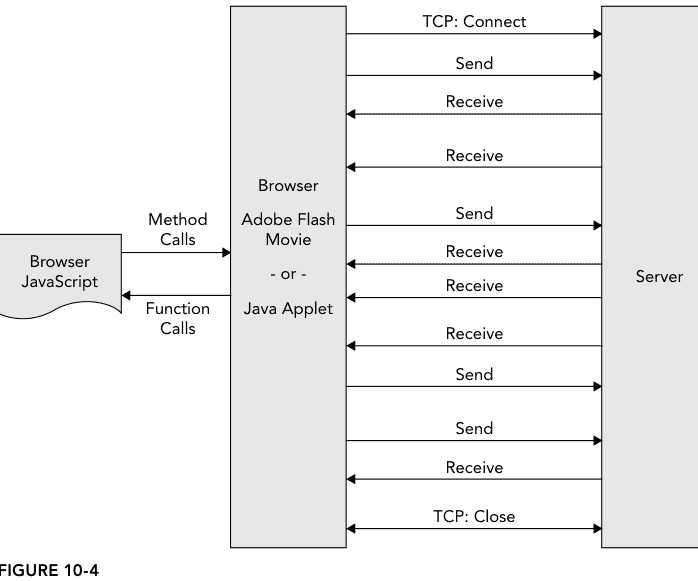 TCP: Connect
Send
Receive
Receive
Send
Receive
Receive
Receive
Send
Send
Receive
TCP: Close
Browser
JavaScript
Method
Calls
Function
Calls
Browser
Adobe Flash
Movie
- or -
Java Applet
Server
FIGURE 10-4